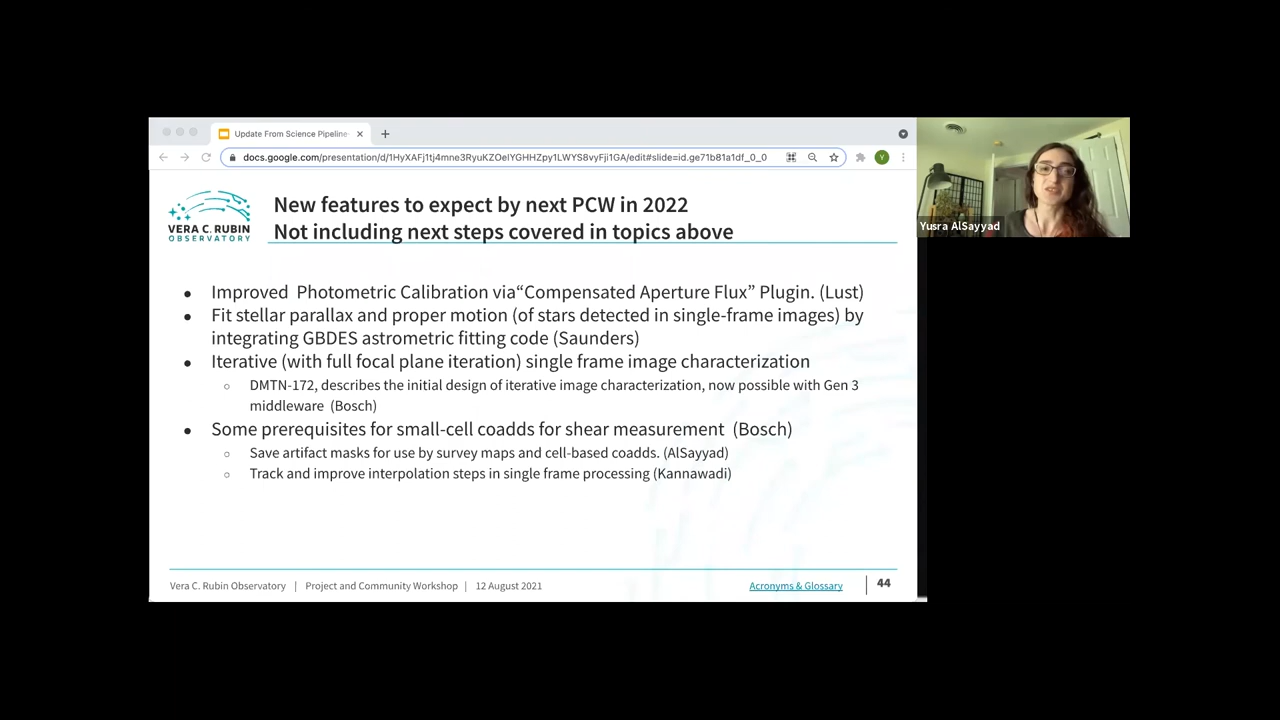 Update From Science Pipeline
docs.google.com/presentation/d/1HyXAFj1tj4mne3RyuKZOeIYGHHZpy1LWYS8vyFji1GA/edit#slide=id.ge71b81a1df_0_0
Y
Yusra AlSayyad
VERA C. RUBIN
OBSERVATORY
New features to expect by next PCW in 2022
Not including next steps covered in topics above
● Improved Photometric Calibration via“Compensated Aperture Flux” Plugin. (Lust)
● Fit stellar parallax and proper motion (of stars detected in single-frame images) by
integrating GBDES astrometric fitting code (Saunders)
● Iterative (with full focal plane iteration) single frame image characterization
○ DMTN-172, describes the initial design of iterative image characterization, now possible with Gen 3
middleware (Bosch)
● Some prerequisites for small-cell coadds for shear measurement (Bosch)
○ Save artifact masks for use by survey maps and cell-based coadds. (AlSayyad)
○ Track and improve interpolation steps in single frame processing (Kannawadi)
Vera C. Rubin Observatory | Project and Community Workshop | 12 August 2021
Acronyms & Glossary
44